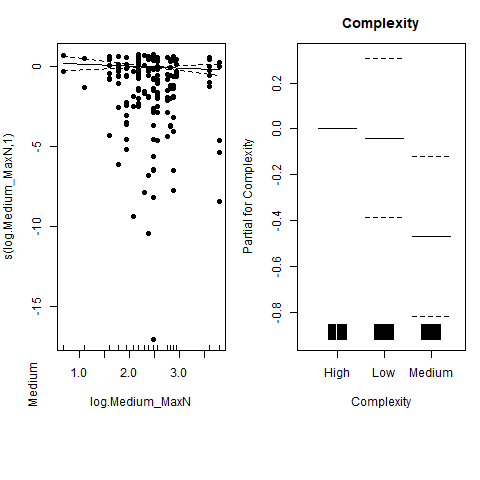 Complexity
s(log.Medium_MaxN,1)
0
-5
-10
-15
1.0 2.0 3.0
log.Medium_MaxN
Medium
Partial for Complexity
0.2
0.0
-0.2
-0.4
-0.6
-0.8
High Low Medium
Complexity